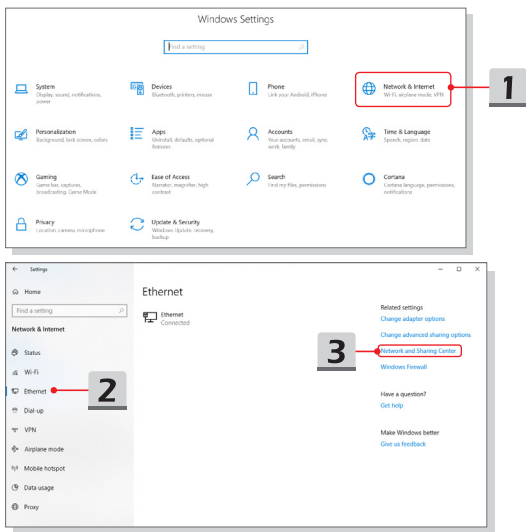 Windows Settings
Find a setting
System
Display, sound, notifications,
power
Devices
Bluetooth, printers, mouse
Phone
Link your Android, iPhone
Network & Internet
Wi-Fi, airplane mode, VPN
1
Personalization
Background, lock screen, colors
Apps
Uninstall, defaults, optional
features
Accounts
Your accounts, email, sync,
work, family
Time & Language
Speech, region, date
Gaming
Game bar, captures,
broadcasting, Game Mode
Ease of Access
Narrator, magnifier, high
contrast
Search
Find my files, permissions
Cortana
Cortana language, permissions,
notifications
Privacy
Location, camera, microphone
Update & Security
Windows Update, recovery,
backup
Settings
Home
Find a setting
Network & Internet
Status
Wi-Fi
Ethernet
2
Dial-up
VPN
Airplane mode
Mobile hotspot
Data usage
Proxy
Ethernet
Ethernet
Connected
Related settings
Change adapter options
Change advanced sharing options
3
Network and Sharing Center
Windows Firewall
Have a question?
Get help
Make Windows better
Give us feedback